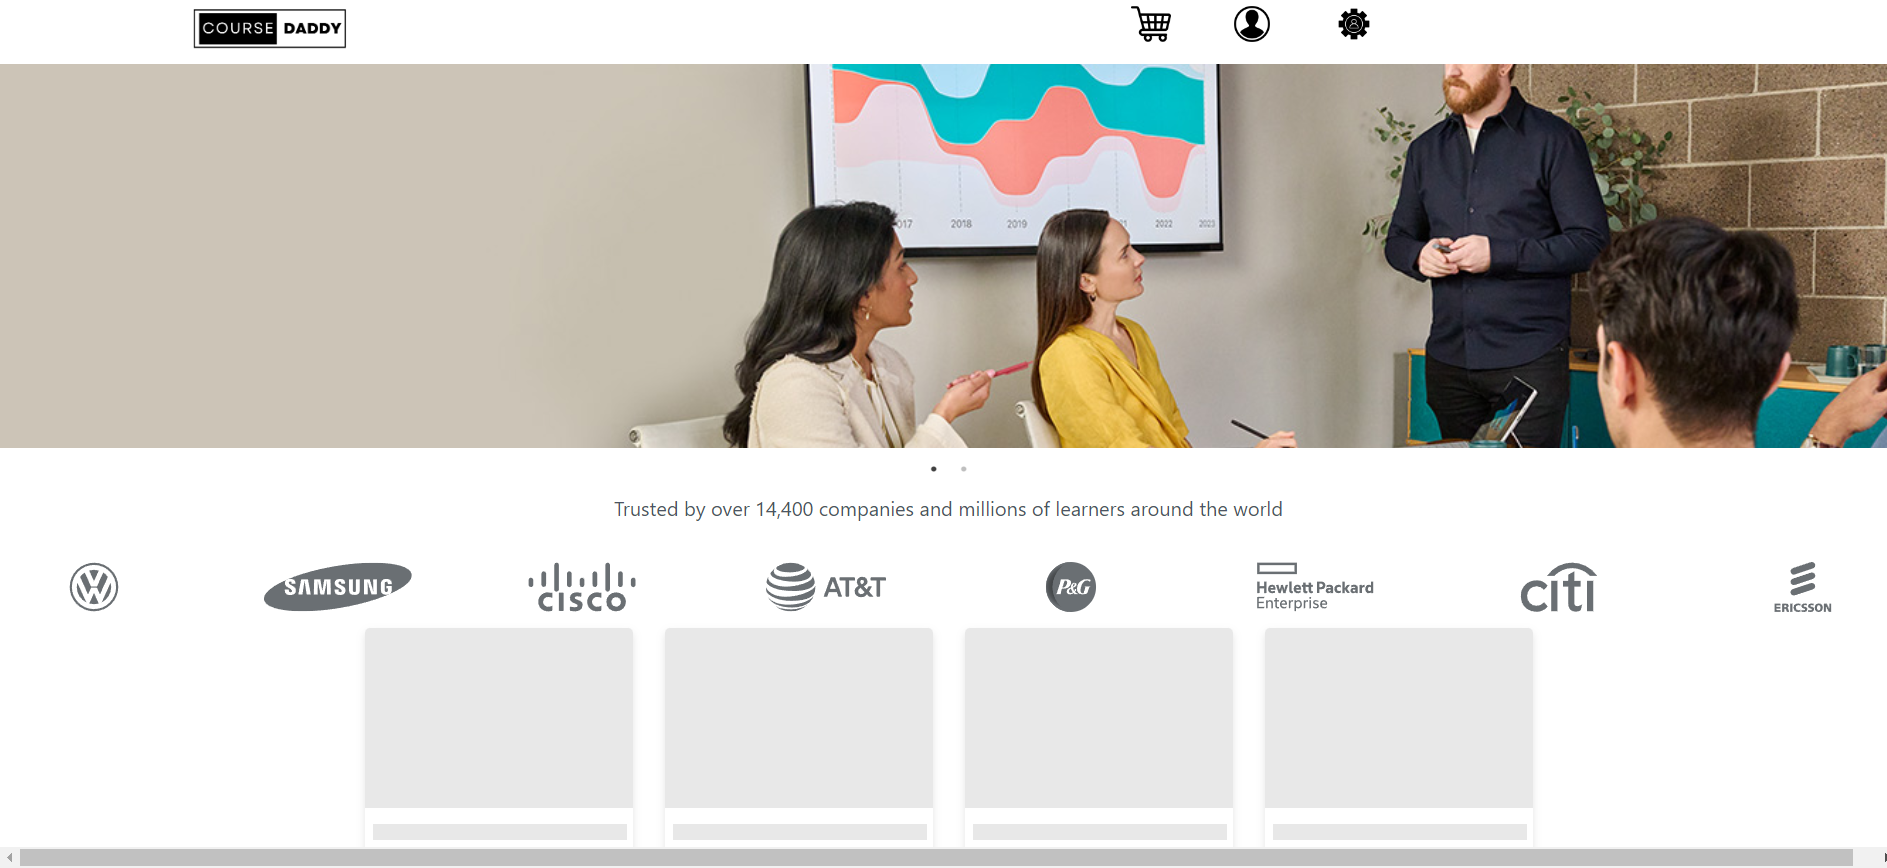 COURSE DADDY
2018 2019 2022 2023
Trusted by over 14,400 companies and millions of learners around the world
SAMSUNG
CISCO
AT&T
P&G
Hewlett Packard
Enterprise
citi
ERICSSON